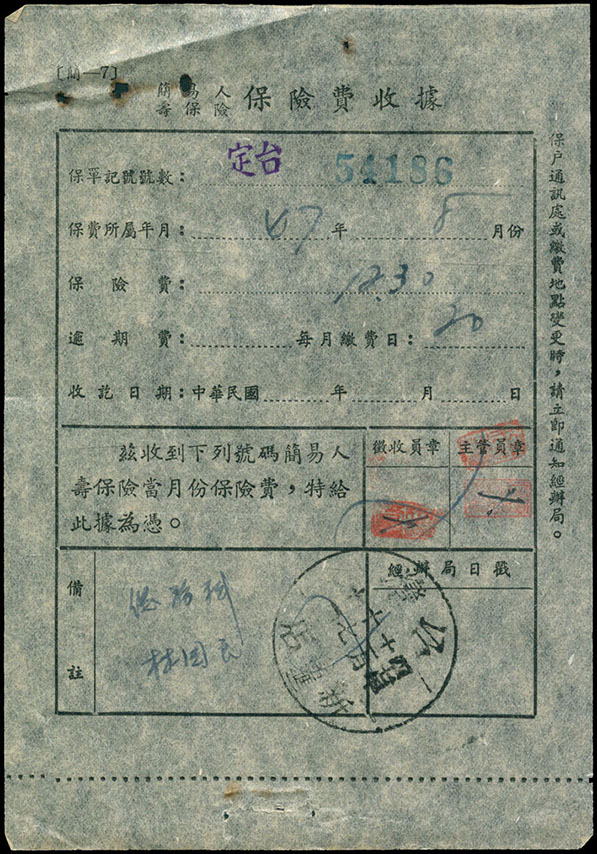 〔簡—7〕
簡易人壽保險 保險費收據
保單記號號數：定台 54186
保費所屬年月：47年8月份
保險費：12.30
逾期費： 每月繳費日：20
收訖日期：中華民國 年 月 日
茲收到下列號碼簡易人
壽保險當月份保險費，特給
此據為憑。
徵收員章
主管員章
備註
經辦局日戳
保戶通訊處或繳費地點變更時，請立即通知經辦局。